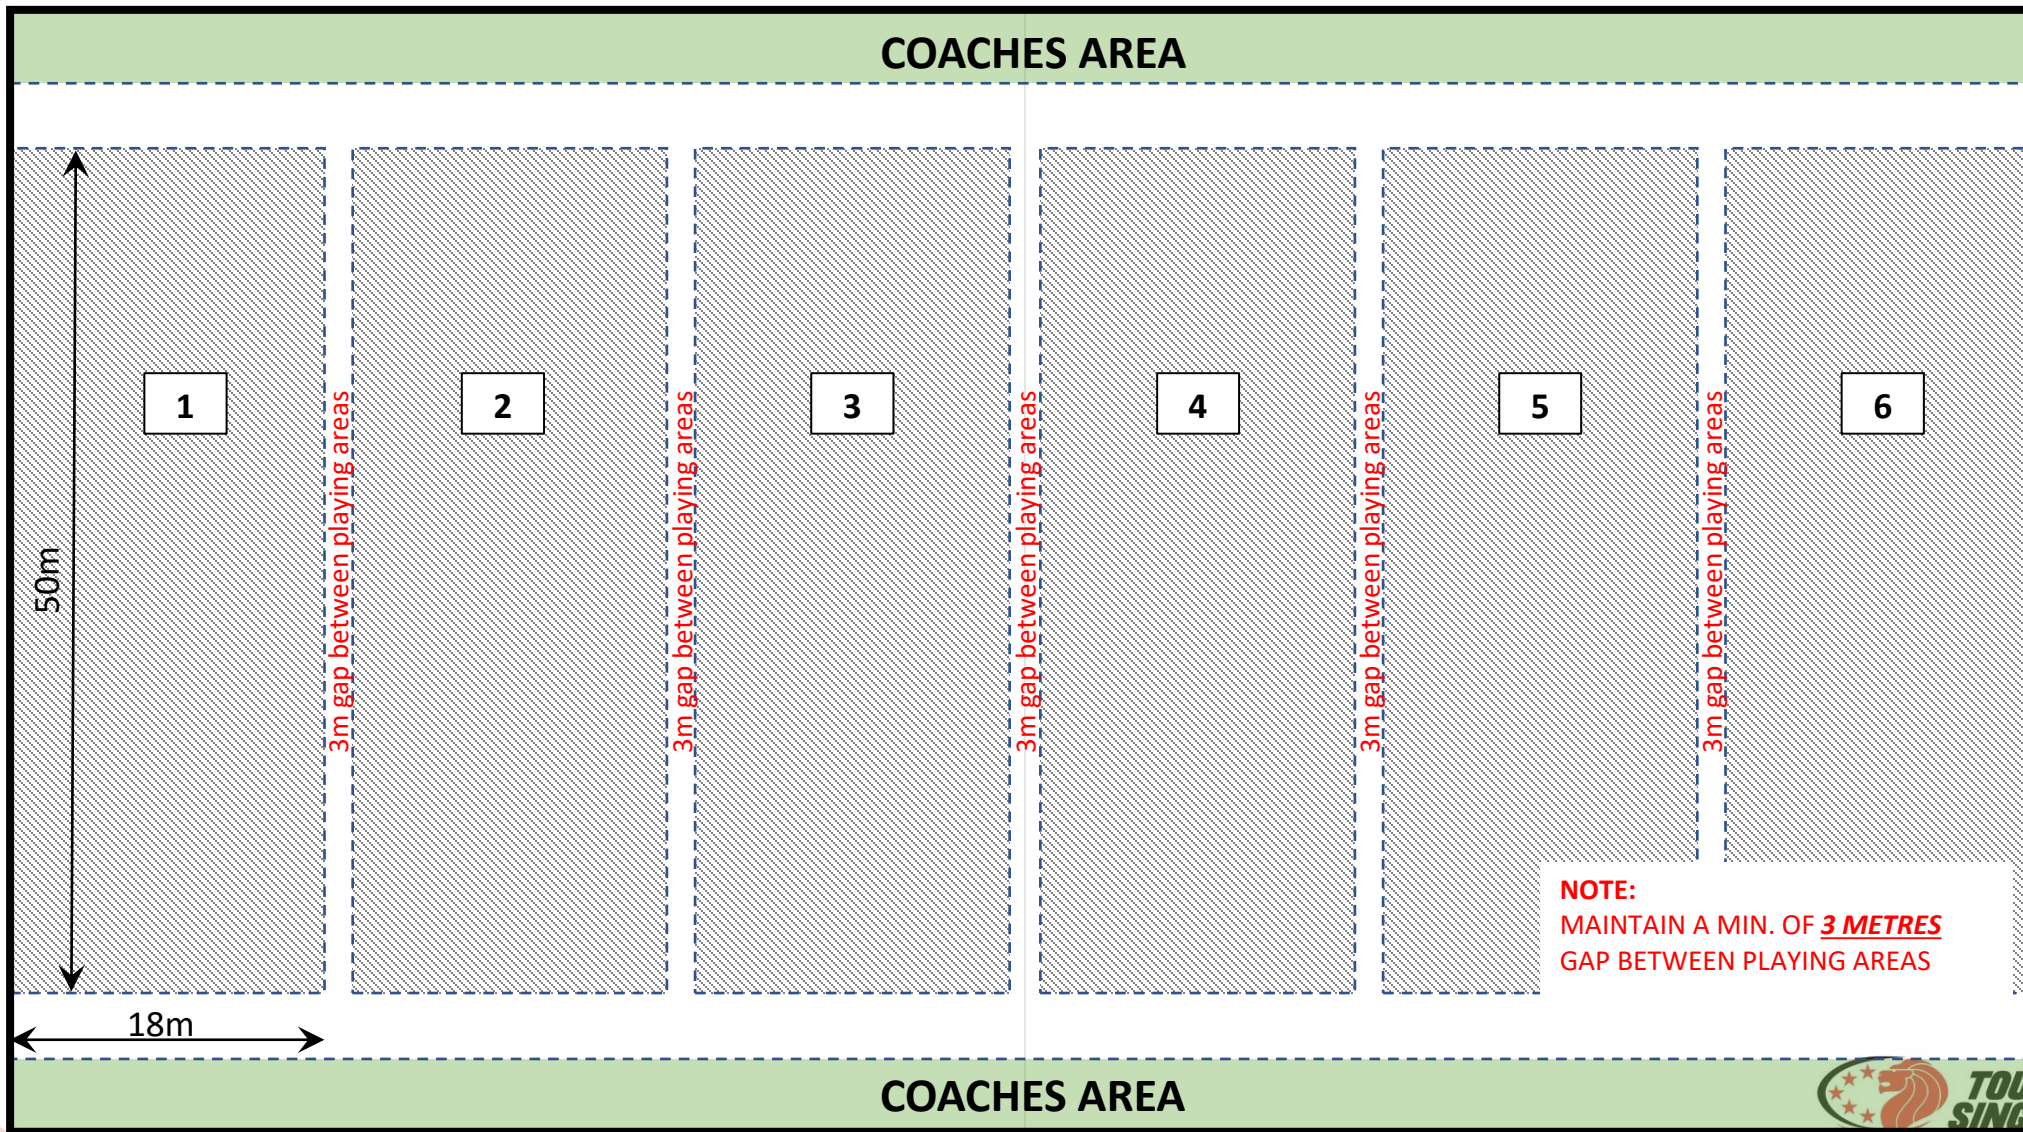 COACHES AREA
1
2
3
4
5
6
3m gap between playing areas
3m gap between playing areas
3m gap between playing areas
3m gap between playing areas
3m gap between playing areas
50m
NOTE:
MAINTAIN A MIN. OF 3 METRES
GAP BETWEEN PLAYING AREAS
18m
COACHES AREA
TOU
SING